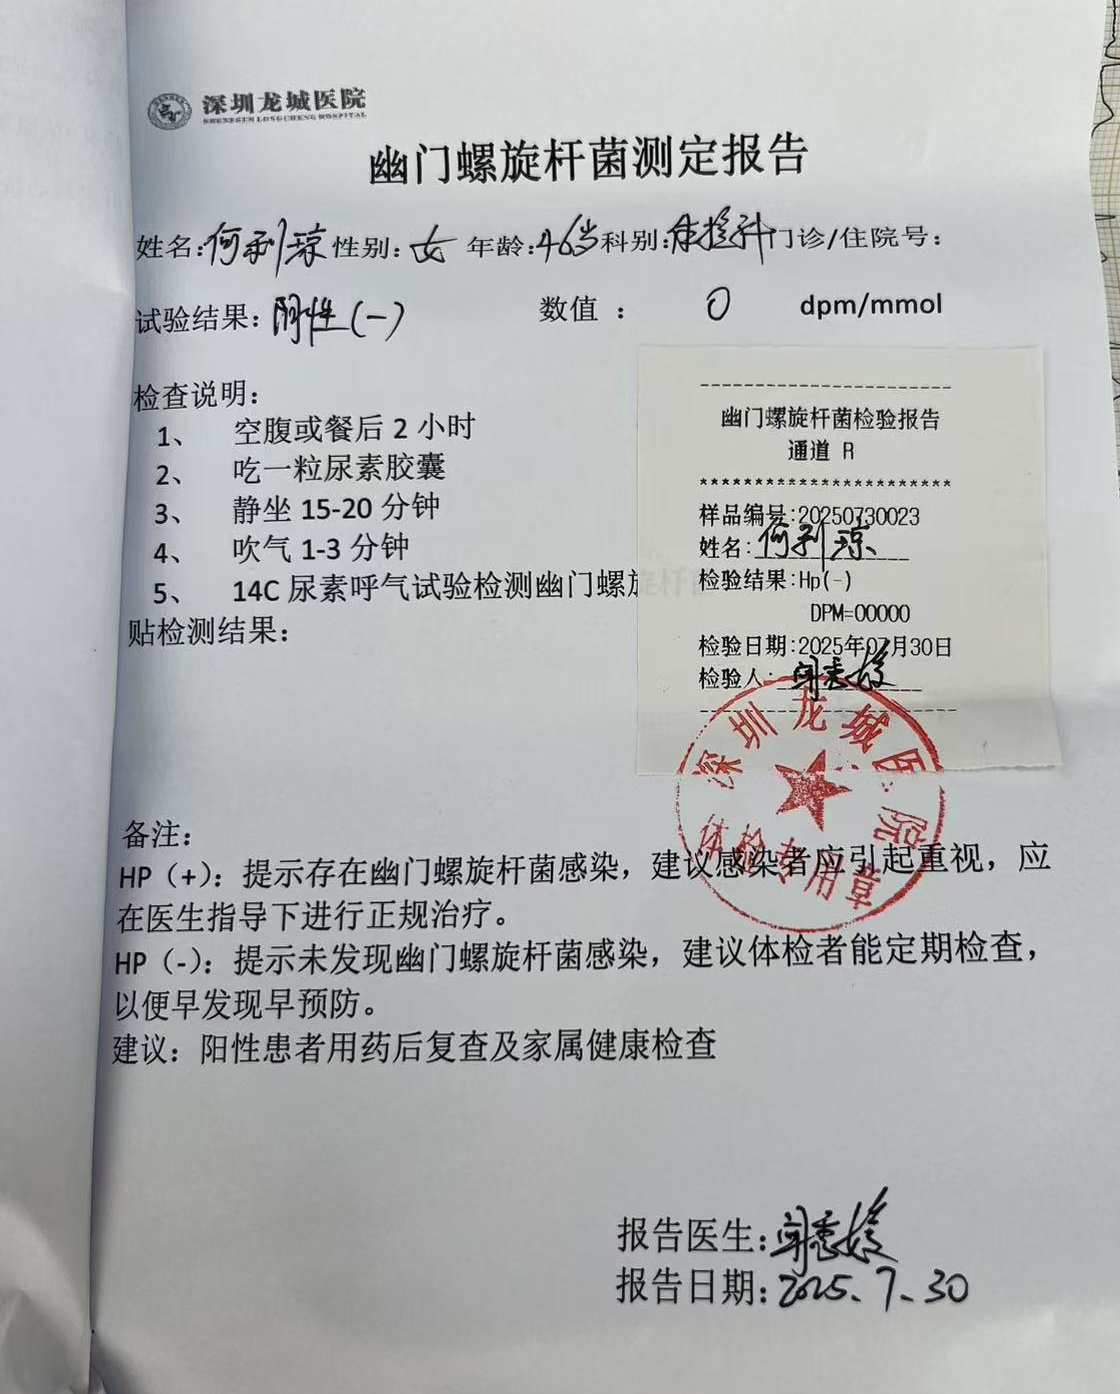 深圳龙城医院
SHENZHEN LONGCHENG HOSPITAL
幽门螺旋杆菌测定报告
姓名:何利琼 性别:女 年龄:46岁 科别:体检科 门诊/住院号:
试验结果:阴性(-) 数值 : 0 dpm/mmol
检查说明:
1、 空腹或餐后 2 小时
2、 吃一粒尿素胶囊
3、 静坐 15-20 分钟
4、 吹气 1-3 分钟
5、 14C 尿素呼气试验检测幽门螺旋杆菌
贴检测结果:
幽门螺旋杆菌检验报告
通道 R
***********************
样品编号:20250730023
姓名:何利琼
检验结果:Hp(-)
DPM=00000
检验日期:2025年07月30日
检验人:
深圳龙城医院
体检专用章
备注:
HP(+):提示存在幽门螺旋杆菌感染,建议感染者应引起重视,应
在医生指导下进行正规治疗。
HP(-):提示未发现幽门螺旋杆菌感染,建议体检者能定期检查,
以便早发现早预防。
建议:阳性患者用药后复查及家属健康检查
报告医生:
报告日期:2025.7.30